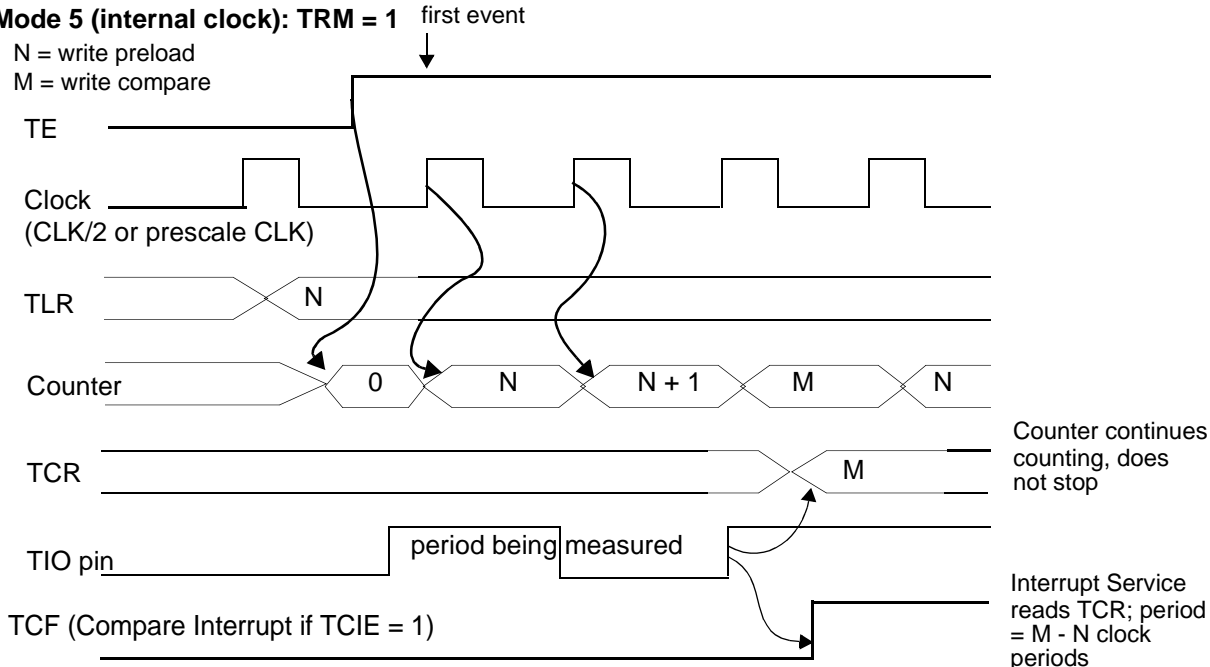 Mode 5 (internal clock): TRM = 1
first event
N = write preload
M = write compare
TE
Clock
(CLK/2 or prescale CLK)
TLR
N
Counter
0
N
N + 1
M
N
TCR
M
Counter continues
counting, does
not stop
TIO pin
period being measured
TCF (Compare Interrupt if TCIE = 1)
Interrupt Service
reads TCR; period
= M - N clock
periods